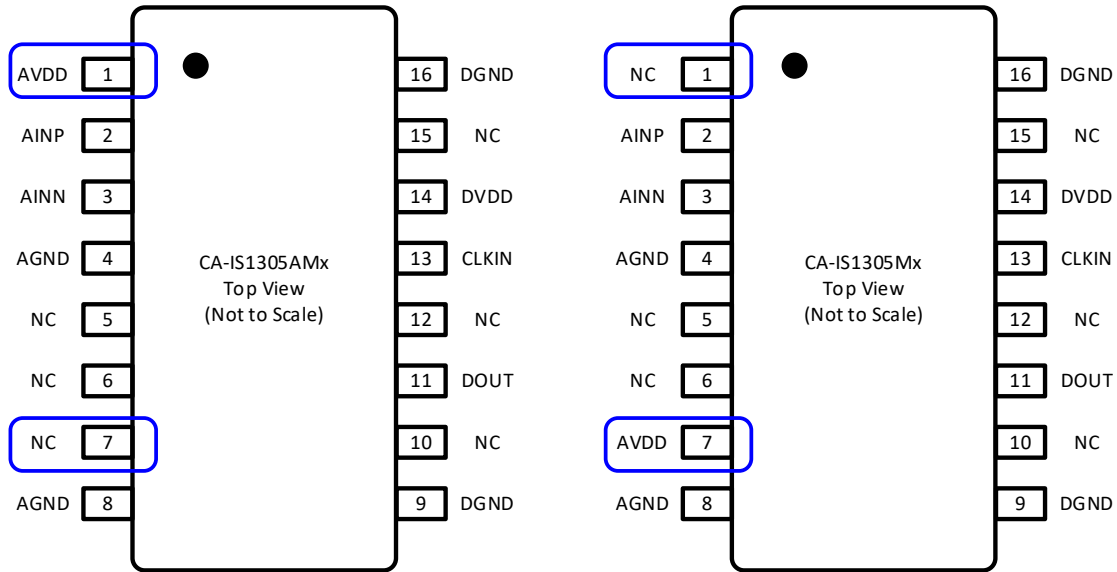 AVDD 1 16 DGND
AINP 2 15 NC
AINN 3 14 DVDD
AGND 4 13 CLKIN
CA-IS1305AMx
Top View
(Not to Scale)
NC 5 12 NC
NC 6 11 DOUT
NC 7 10 NC
AGND 8 9 DGND
NC 1 16 DGND
AINP 2 15 NC
AINN 3 14 DVDD
AGND 4 13 CLKIN
CA-IS1305Mx
Top View
(Not to Scale)
NC 5 12 NC
NC 6 11 DOUT
AVDD 7 10 NC
AGND 8 9 DGND